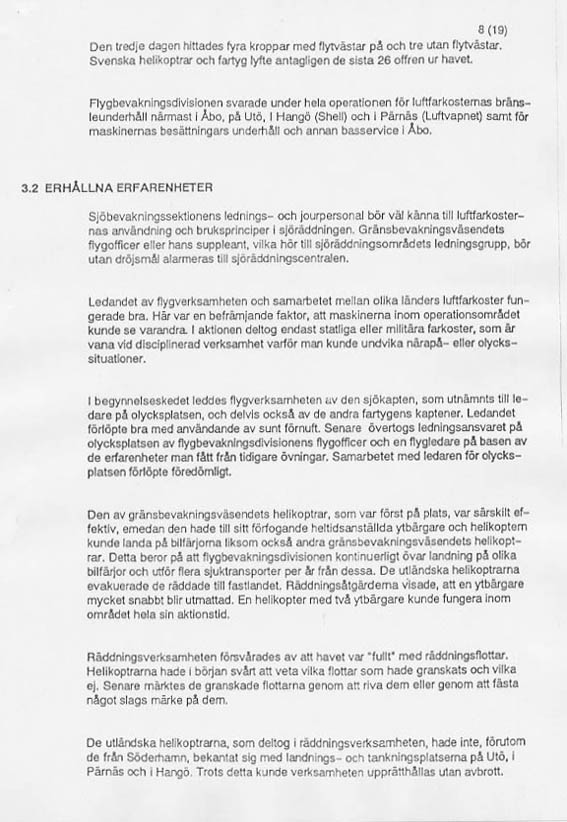 8 (19)
Den tredje dagen hittades fyra kroppar med flytvästar på och tre utan flytvästar.
Svenska helikoptrar och fartyg lyfte antagligen de sista 26 offren ur havet.
Flygbevakningsdivisionen svarade under hela operationen för luftfarkosternas bräns-
leunderhåll närmast i Åbo, på Utö, I Hangö (Shell) och i Pärnäs (Luftvapnet) samt för
maskinernas besättningars underhåll och annan basservice i Åbo.
3.2 ERHÅLLNA ERFARENHETER
Sjöbevakningssektionens lednings- och jourpersonal bör väl känna till luftfarkoster-
nas användning och bruksprinciper i sjöräddningen. Gränsbevakningsväsendets
flygofficer eller hans suppleant, vilka hör till sjöräddningsområdets ledningsgrupp, bör
utan dröjsmål alarmeras till sjöräddningscentralen.
Ledandet av flygverksamheten och samarbetet mellan olika länders luftfarkoster fun-
gerade bra. Här var en befrämjande faktor, att maskinerna inom operationsområdet
kunde se varandra. I aktionen deltog endast statliga eller militära farkoster, som är
vana vid disciplinerad verksamhet varför man kunde undvika närapå- eller olycks-
situationer.
I begynnelseskedet leddes flygverksamheten av den sjökapten, som utnämnts till le-
dare på olycksplatsen, och delvis också av de andra fartygens kaptener. Ledandet
förlöpte bra med användande av sunt förnuft. Senare övertogs ledningsansvaret på
olycksplatsen av flygbevakningsdivisionens flygofficer och en flygledare på basen av
de erfarenheter man fått från tidigare övningar. Samarbetet med ledaren för olycks-
platsen förlöpte föredömligt.
Den av gränsbevakningsväsendets helikoptrar, som var först på plats, var särskilt ef-
fektiv, emedan den hade till sitt förfogande heltidsanställda ytbärgare och helikoptern
kunde landa på bilfärjorna liksom också andra gränsbevakningsväsendets helikopt-
rar. Detta beror på att flygbevakningsdivisionen kontinuerligt övar landning på olika
bilfärjor och utför flera sjuktransporter per år från dessa. De utländska helikoptrarna
evakuerade de räddade till fastlandet. Räddningsåtgärderna visade, att en ytbärgare
mycket snabbt blir utmattad. En helikopter med två ytbärgare kunde fungera inom
området hela sin aktionstid.
Räddningsverksamheten försvårades av att havet var "fullt" med räddningsflottar.
Helikoptrarna hade i början svårt att veta vilka flottar som hade granskats och vilka
ej. Senare märktes de granskade flottarna genom att riva dem eller genom att fästa
något slags märke på dem.
De utländska helikoptrarna, som deltog i räddningsverksamheten, hade inte, förutom
de från Söderhamn, bekantat sig med landnings- och tankningsplatserna på Utö, i
Pärnäs och i Hangö. Trots detta kunde verksamheten upprätthållas utan avbrott.